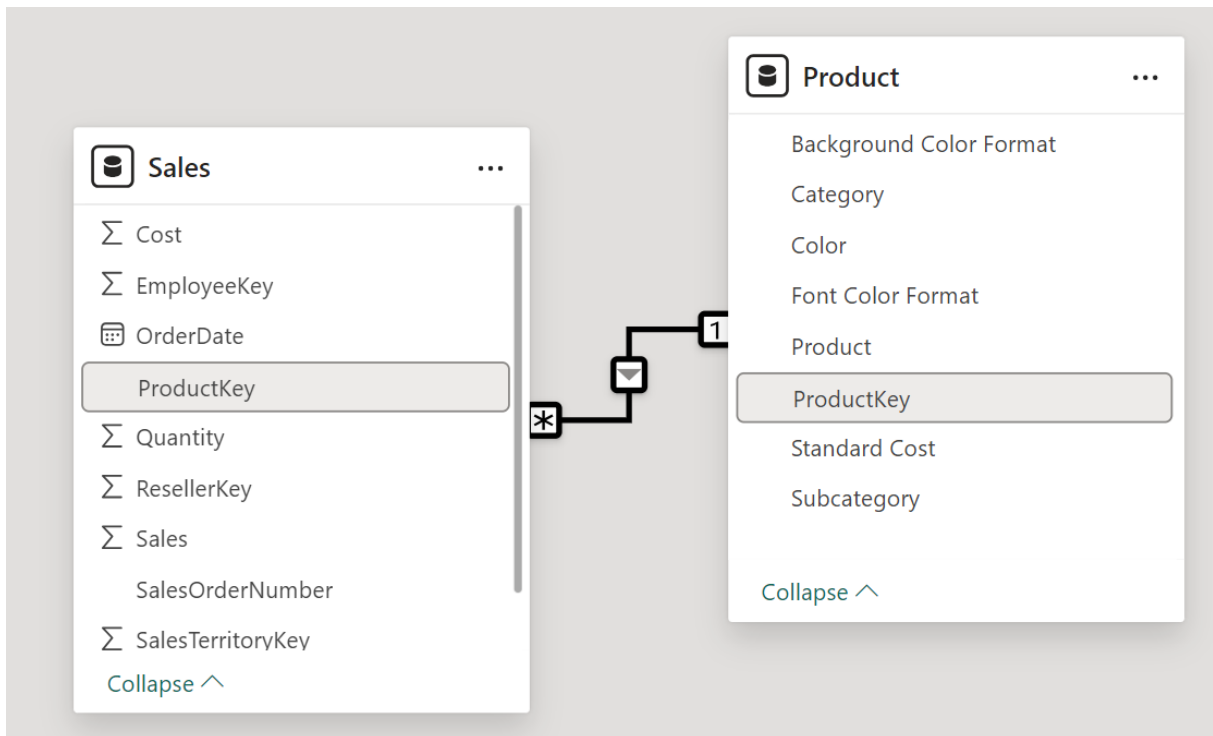 Sales
Cost
EmployeeKey
OrderDate
ProductKey
Quantity
ResellerKey
Sales
SalesOrderNumber
SalesTerritoryKey
Collapse
*
1
Product
Background Color Format
Category
Color
Font Color Format
Product
ProductKey
Standard Cost
Subcategory
Collapse